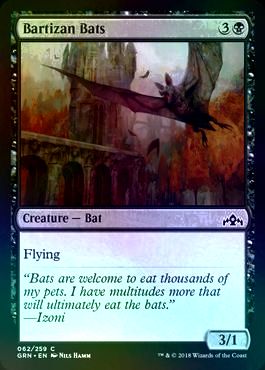 Bartizan Bats 3
Creature — Bat
Flying
“Bats are welcome to eat thousands of
my pets. I have multitudes more that
will ultimately eat the bats.”
—Izoni
3/1
062/259 C
GRN • EN Nils Hamm
™ & © 2018 Wizards of the Coast